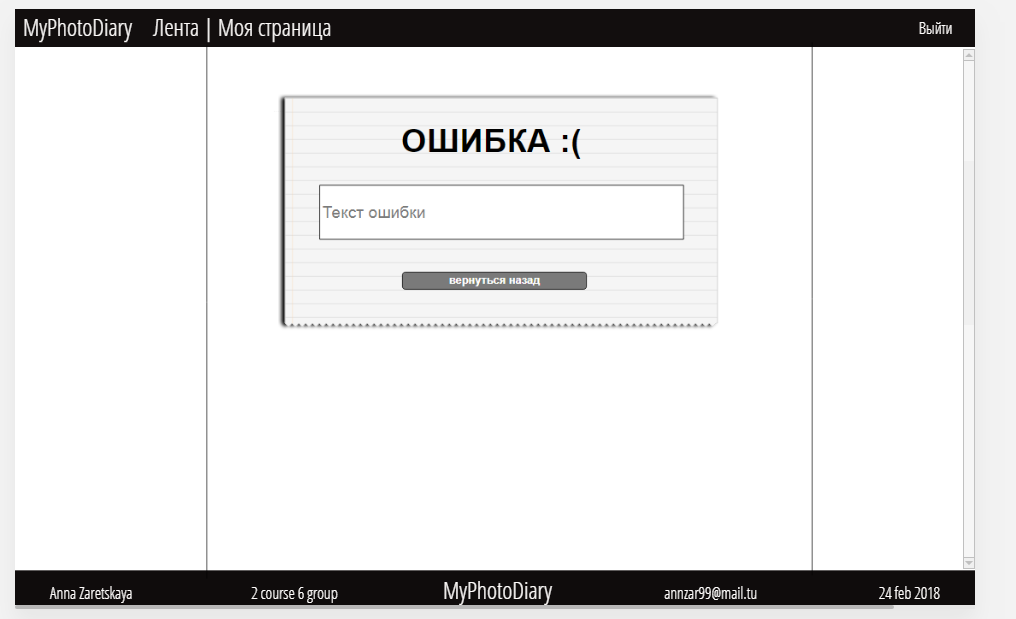 MyPhotoDiary Лента | Моя страница Выйти
ОШИБКА :(
Текст ошибки
вернуться назад
Anna Zaretskaya 2 course 6 group MyPhotoDiary annzar99@mail.tu 24 feb 2018